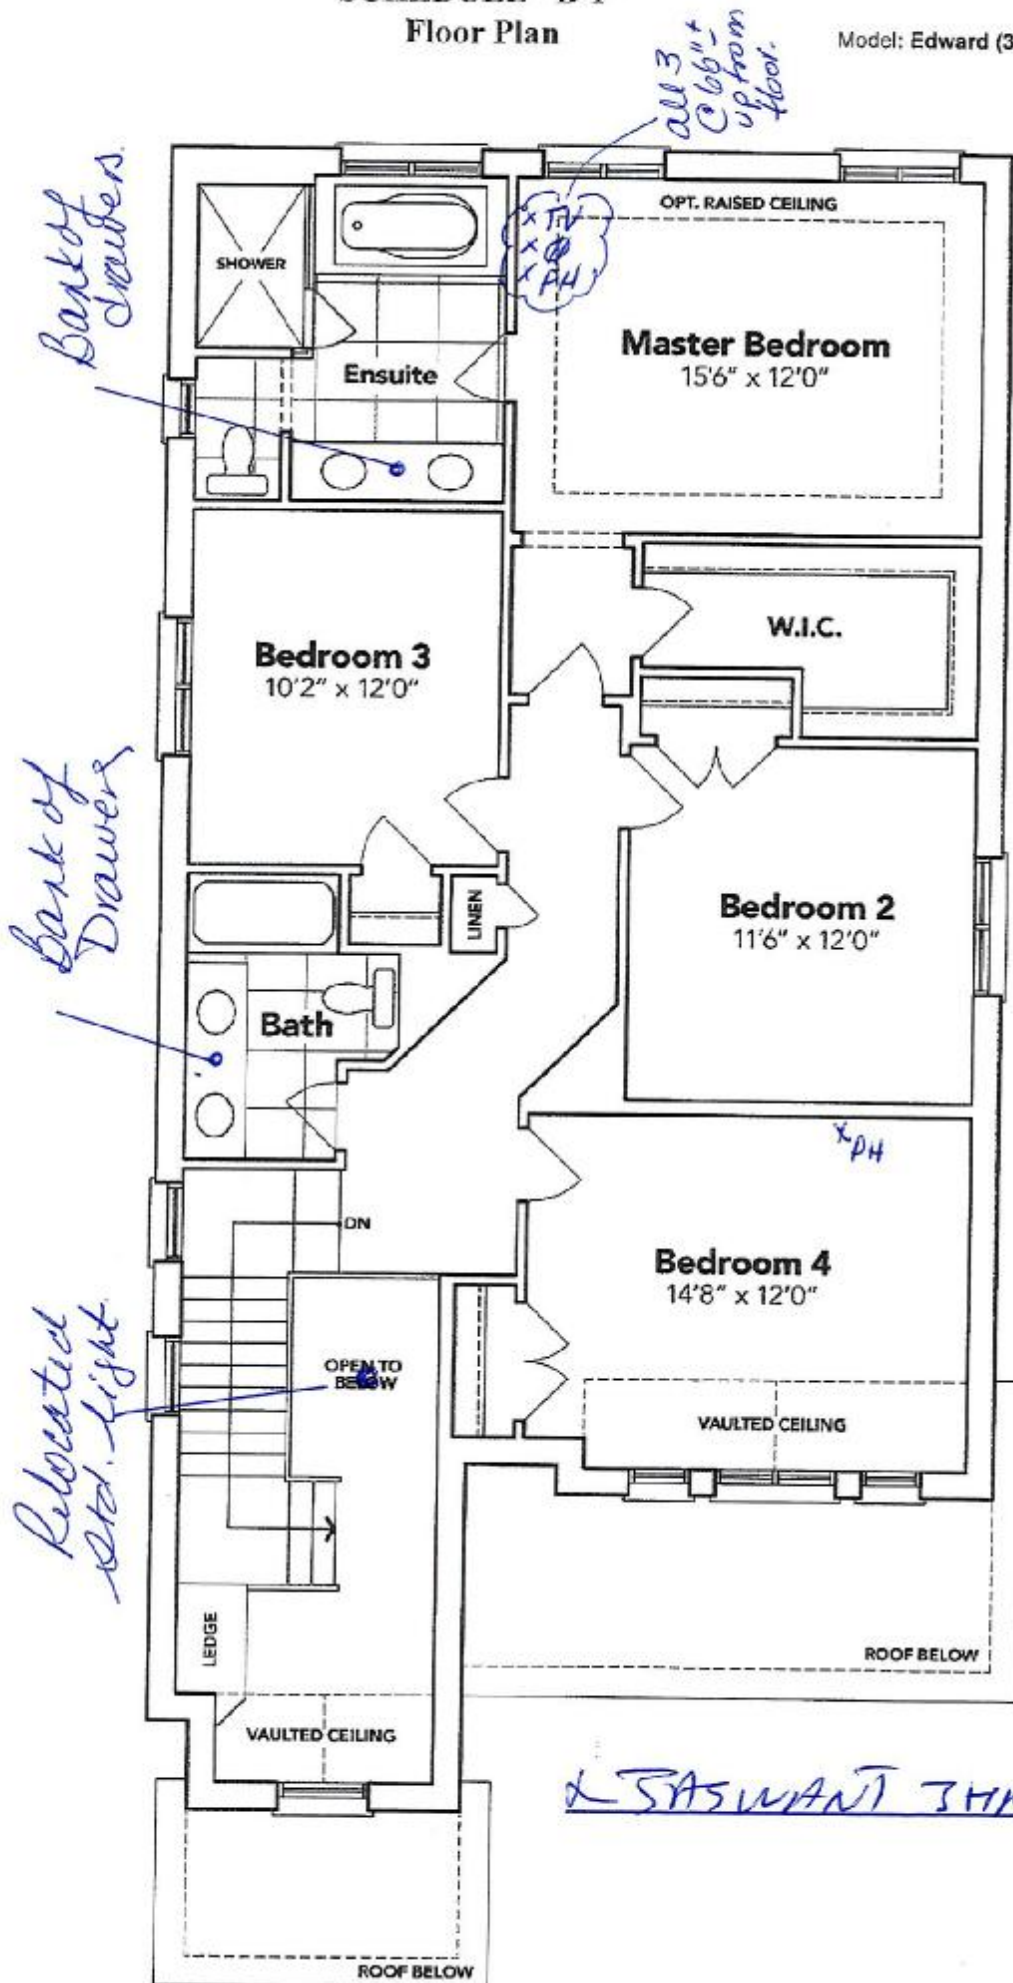 Floor Plan
Model: Edward (3
all 3
@ 66" ±
up from
floor.
Bank of
drawers.
OPT. RAISED CEILING
x TV
x
x PH
SHOWER
Master Bedroom
15'6" x 12'0"
Ensuite
W.I.C.
Bedroom 3
10'2" x 12'0"
Bank of
Drawers
LINEN
Bedroom 2
11'6" x 12'0"
Bath
x PH
DN
Bedroom 4
14'8" x 12'0"
Relocated
std. light.
OPEN TO
BELOW
VAULTED CEILING
LEDGE
ROOF BELOW
VAULTED CEILING
x JASWANT
ROOF BELOW